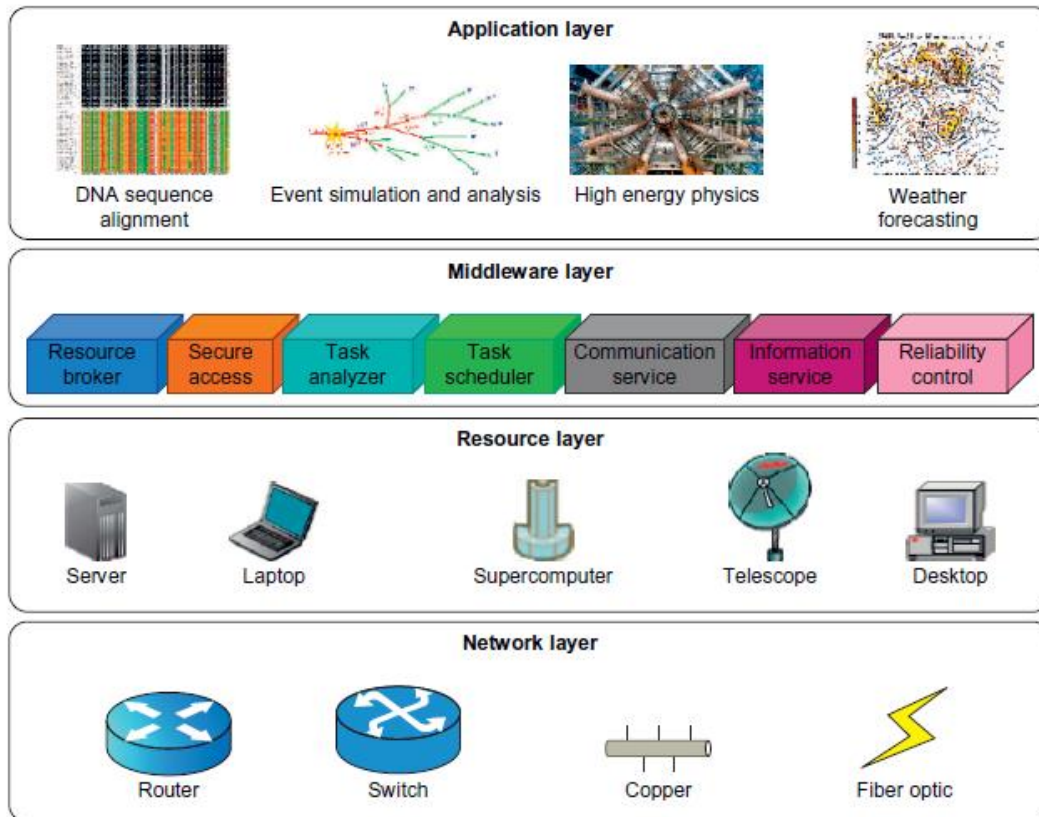 Application layer
DNA sequence
alignment
Event simulation and analysis
High energy physics
Weather
forecasting
Middleware layer
Resource
broker
Secure
access
Task
analyzer
Task
scheduler
Communication
service
Information
service
Reliability
control
Resource layer
Server
Laptop
Supercomputer
Telescope
Desktop
Network layer
Router
Switch
Copper
Fiber optic